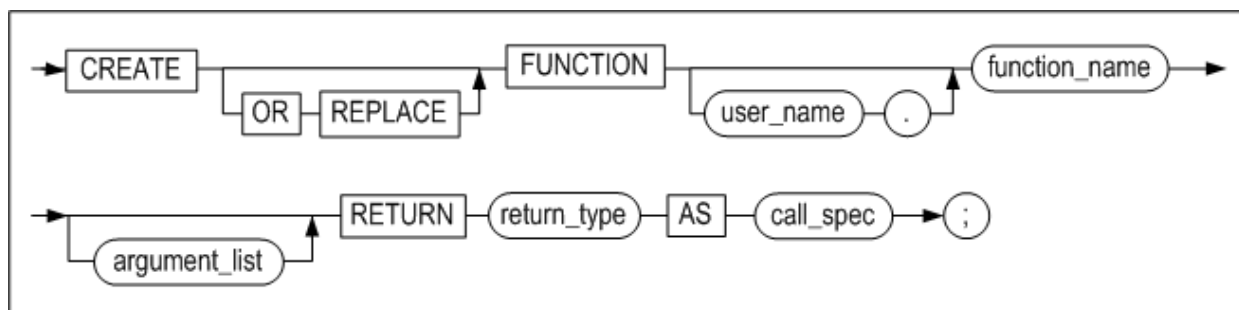 CREATE FUNCTION function_name
OR REPLACE user_name .
RETURN return_type AS call_spec ;
argument_list